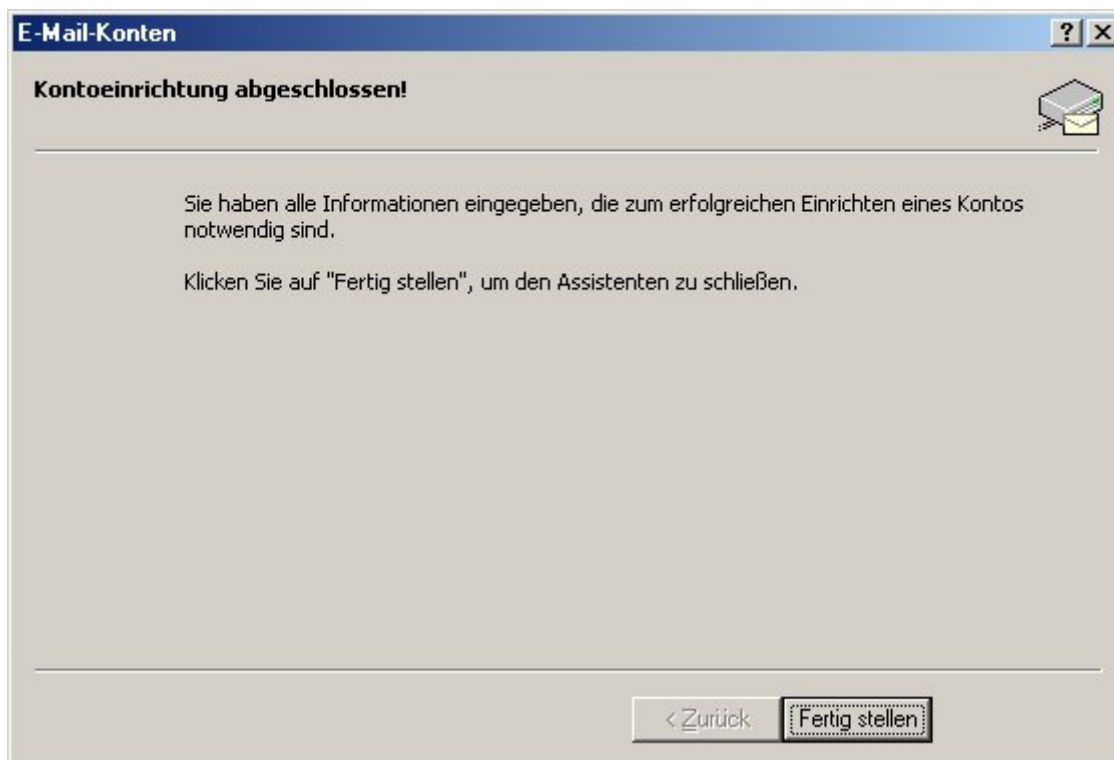 E-Mail-Konten
Kontoeinrichtung abgeschlossen!
Sie haben alle Informationen eingegeben, die zum erfolgreichen Einrichten eines Kontos
notwendig sind.
Klicken Sie auf "Fertig stellen", um den Assistenten zu schließen.
< Zurück
Fertig stellen